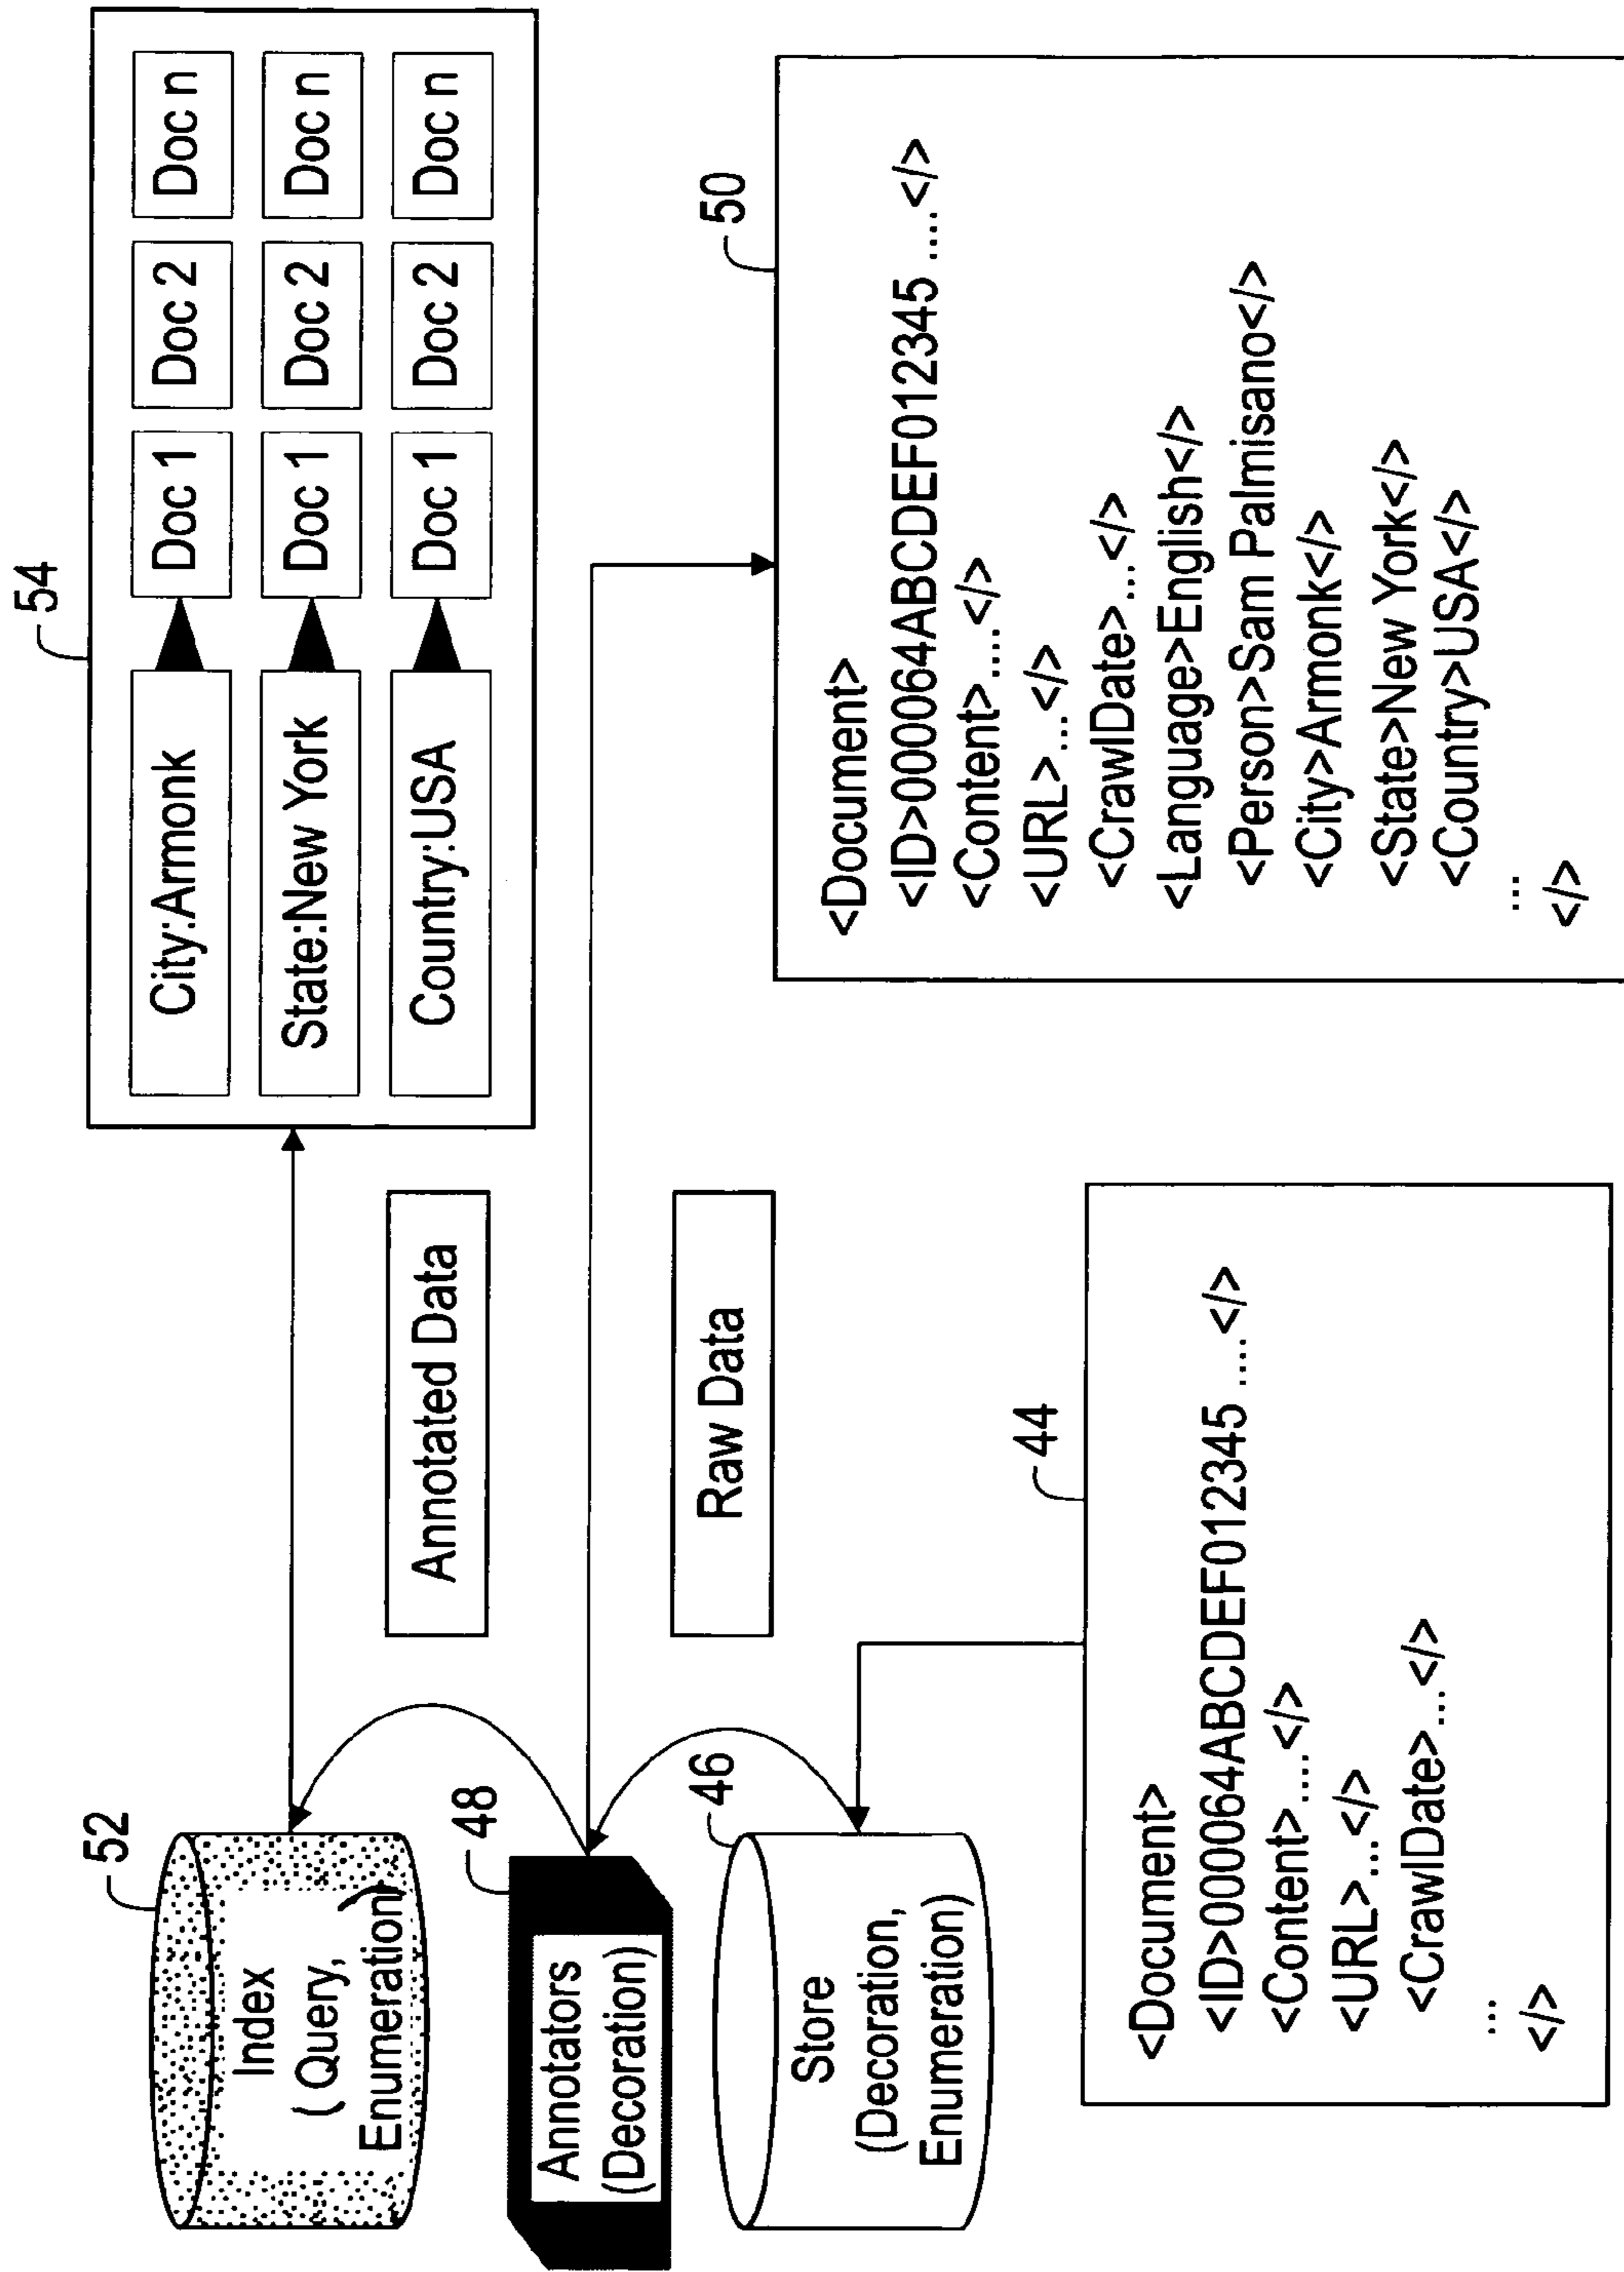 52
Index
( Query,
Enumeration)
48
Annotators
(Decoration)
46
Store
(Decoration,
Enumeration)
Annotated Data
Raw Data
54
City:Armonk
Doc 1
Doc 2
Doc n
State:New York
Doc 1
Doc 2
Doc n
Country:USA
Doc 1
Doc 2
Doc n
44
<Document>
<ID>00064ABCDEF012345 ....</>
<Content>....</>
<URL>...</>
<CrawlDate>...</>
...
</>
50
<Document>
<ID>00064ABCDEF012345 ....</>
<Content>....</>
<URL>...</>
<CrawlDate>...</>
<Language>English</>
<Person>Sam Palmisano</>
<City>Armonk</>
<State>New York</>
<Country>USA</>
...
</>